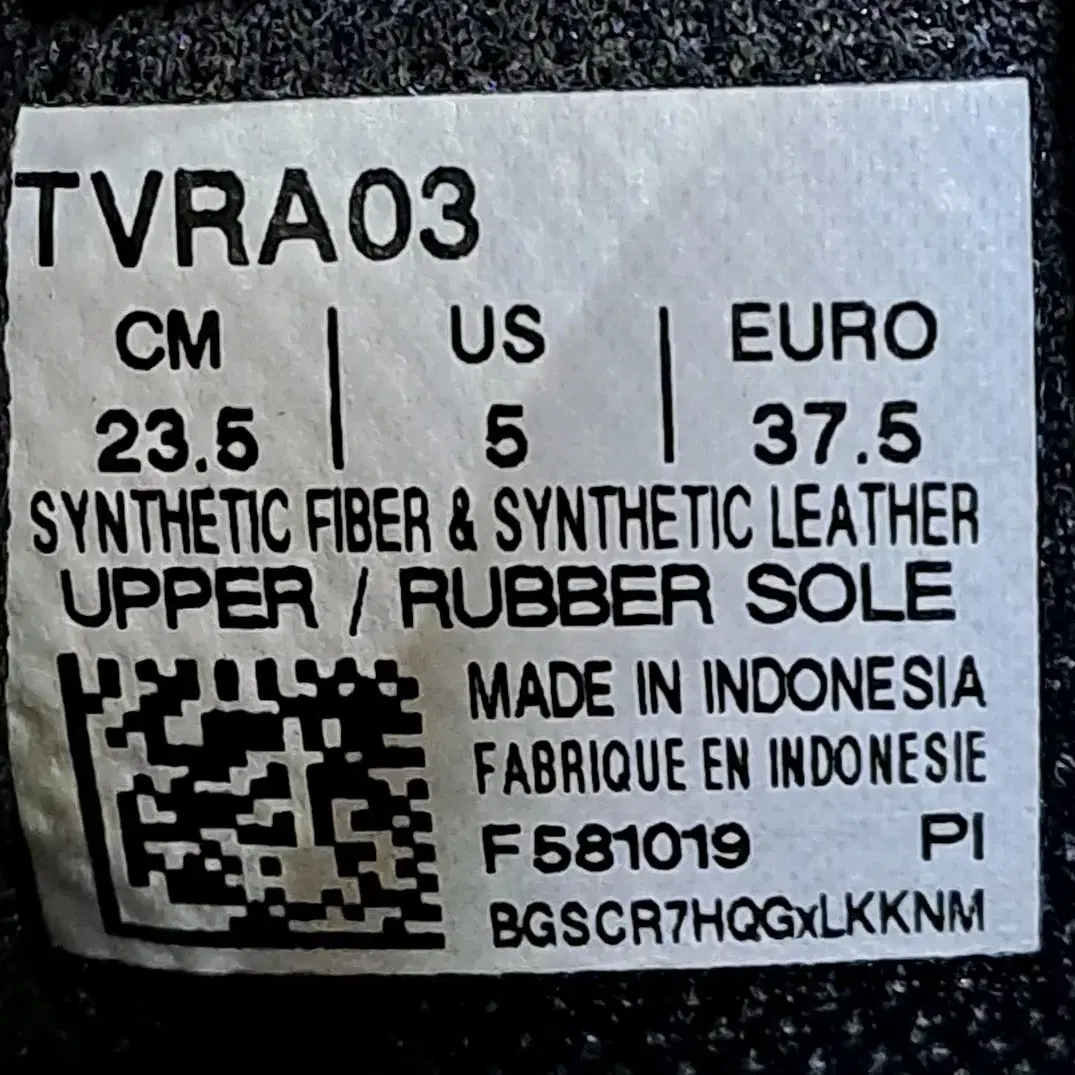 TVRA03
CM | US | EURO
23.5 | 5 | 37.5
SYNTHETIC FIBER & SYNTHETIC LEATHER
UPPER / RUBBER SOLE
MADE IN INDONESIA
FABRIQUE EN INDONESIE
F581019 PI
BGSCR7HQGxLKKNM